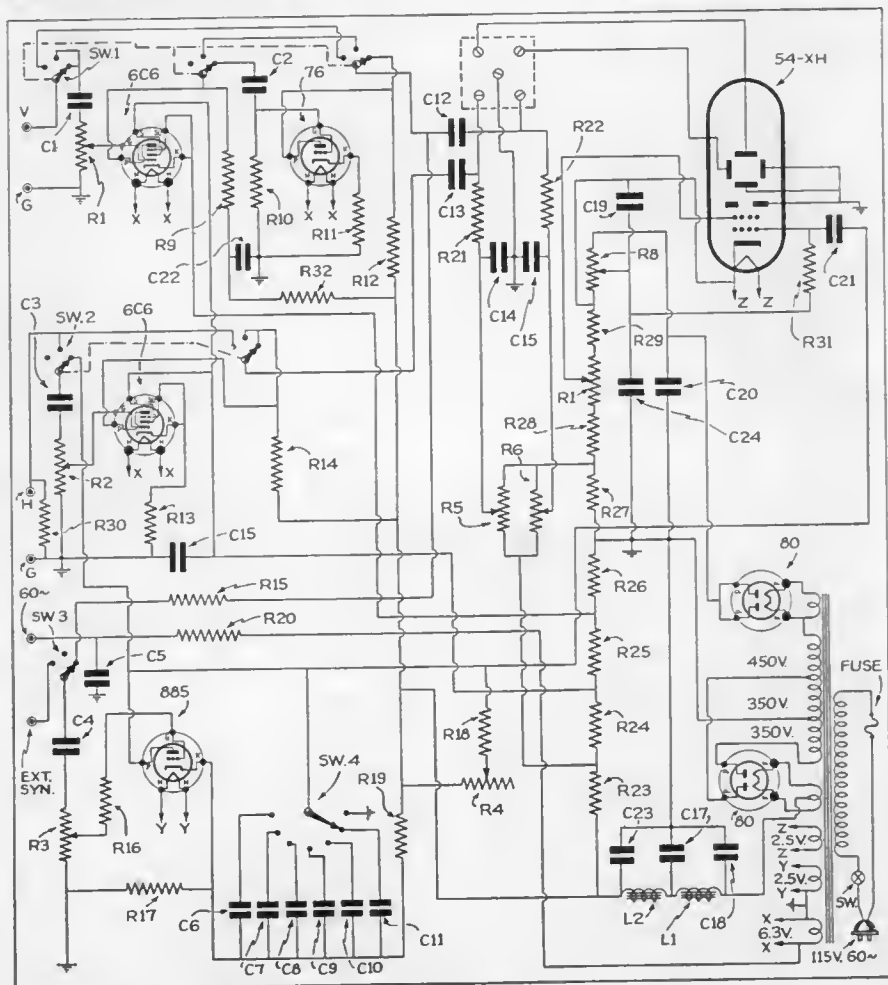 SW.1
C2
76
54-XH
6C6
C12
V
C1
R22
C19
R8
C13
G
R1
X X
R9
R10
R11
R12
R21
C21
C22
R32
C14
C15
R29
Z Z
R31
C3
SW.2
6C6
R1
C20
R28
C24
R6
R14
X X
R2
R5
R27
H
R13
R30
C15
80
G
R26
60~
R15
SW.3
R20
450V.
FUSE
R25
C5
350V.
885
R18
R24
350V.
C4
SW.4
EXT.
SYN.
R19
R4
R23
80
Y Y
C23
C17
R3
R16
Z
2.5V.
Z
Y
2.5V.
Y
SW.
R17
C6
C11
L2
L1
C18
X
6.3V.
X
C7
C8
C9
C10
115V. 60~